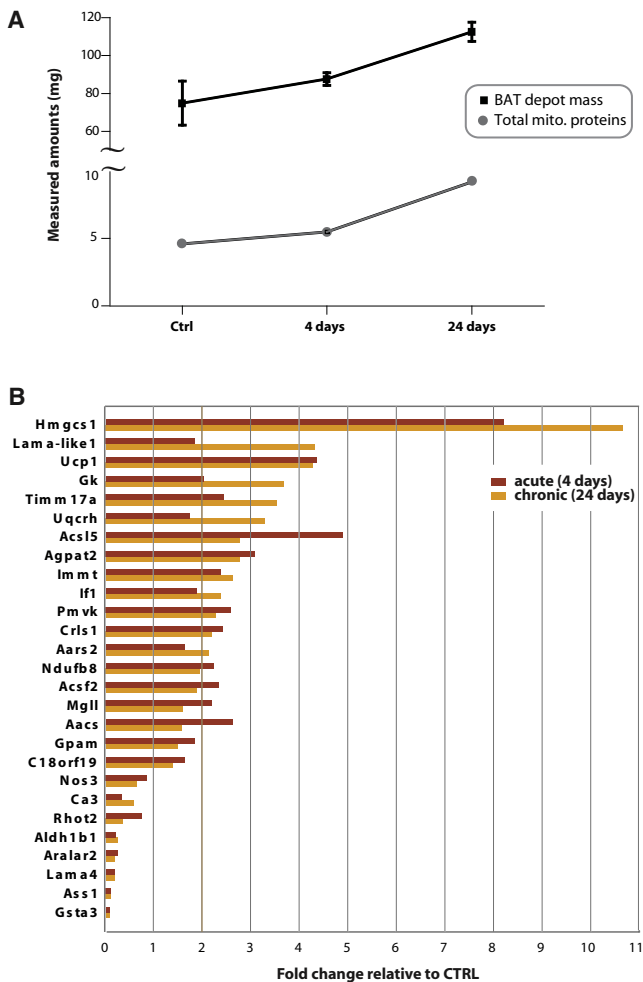 A
Measured amounts (mg)
120
100
80
60
10
5
0
BAT depot mass
Total mito. proteins
Ctrl
4 days
24 days
B
Hmgcs1
Lama-like1
Ucp1
Gk
Timm17a
Uqcrh
Acsl5
Agpat2
Immt
If1
Pmvk
Crls1
Aars2
Ndufb8
Acsf2
Mgll
Aacs
Gpam
C18orf19
Nos3
Ca3
Rhot2
Aldh1b1
Aralar2
Lama4
Ass1
Gsta3
acute (4 days)
chronic (24 days)
0 1 2 3 4 5 6 7 8 9 10 11
Fold change relative to CTRL